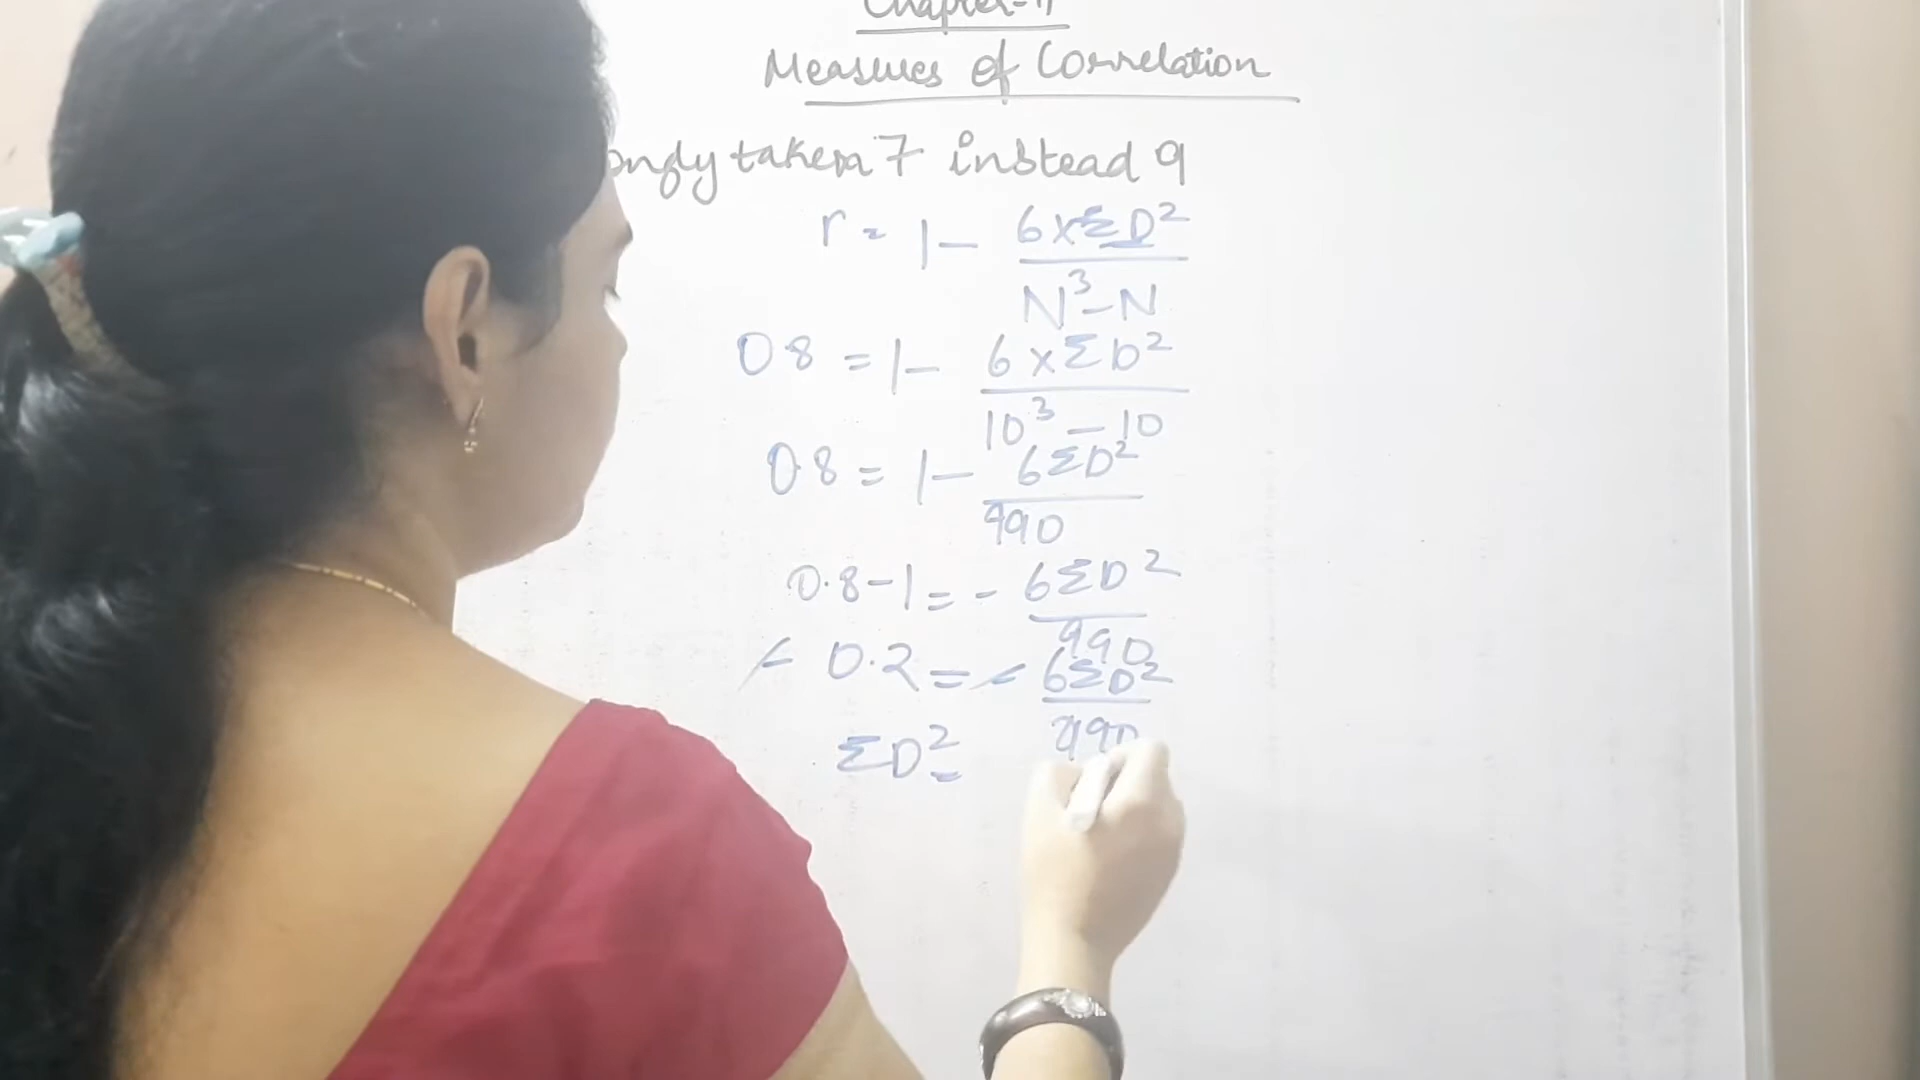 Measures of Correlation
taken 7 instead 9
r = 1 - 6×ΣD²
N³-N
0.8 = 1 - 6×ΣD²
10³ - 10
0.8 = 1 - 6ΣD²
990
0.8-1 = - 6ΣD²
990
- 0.2 = - 6ΣD²
990
ΣD² =